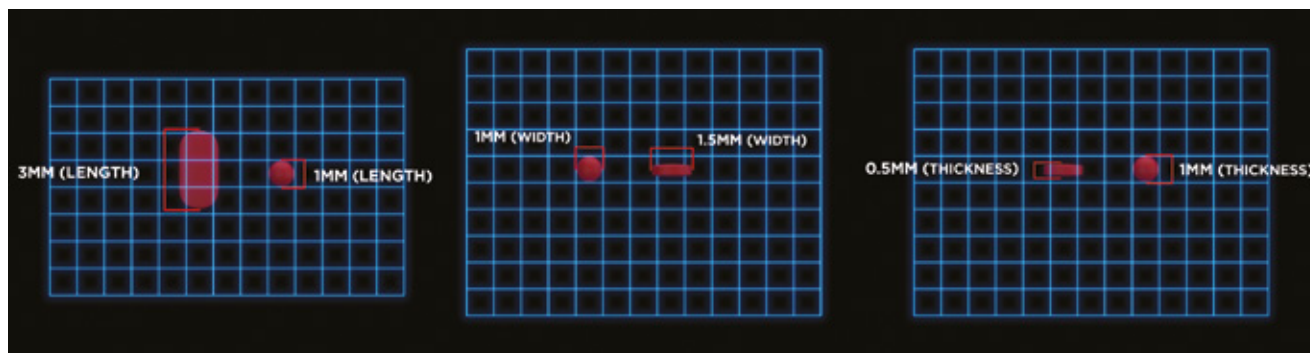 3MM (LENGTH)
1MM (LENGTH)
1MM (WIDTH)
1.5MM (WIDTH)
0.5MM (THICKNESS)
1MM (THICKNESS)